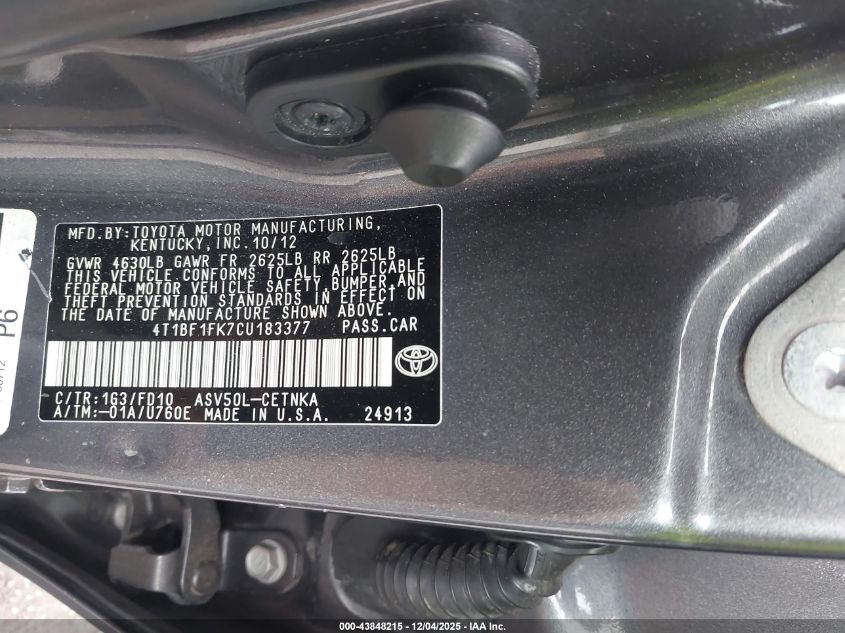 MFD.BY:TOYOTA MOTOR MANUFACTURING,
KENTUCKY,INC.10/12
GVWR 4630LB GAWR FR 2625LB RR 2625LB
THIS VEHICLE CONFORMS TO ALL APPLICABLE
FEDERAL MOTOR VEHICLE SAFETY,BUMPER,AND
THEFT PREVENTION STANDARDS IN EFFECT ON
THE DATE OF MANUFACTURE SHOWN ABOVE.
4T1BF1FK7CU183377 PASS.CAR
C/TR:1G3/FD10 ASV50L-CETNKA
A/TM:-01A/U760E MADE IN U.S.A. 24913
P6
000-43848215 - 12/04/2025 - IAA Inc.